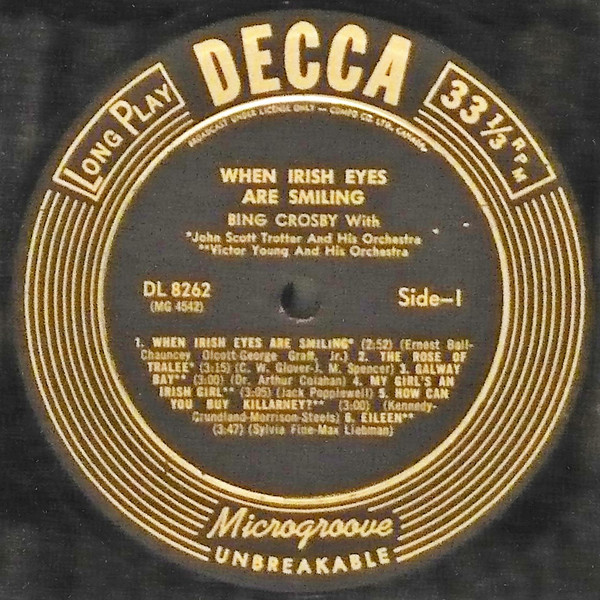 DECCA
LONG PLAY
33 1/3 RPM
BROADCAST UNDER LICENSE ONLY — COMPO CO. LTD. CANADA
WHEN IRISH EYES
ARE SMILING
BING CROSBY With
*John Scott Trotter And His Orchestra
**Victor Young And His Orchestra
DL 8262
(MG 4542)
Side-1
1. WHEN IRISH EYES ARE SMILING* (2:52) (Ernest Ball-
Chauncey Olcott-George Graff, Jr.) 2. THE ROSE OF
TRALEE* (3:15) (C. W. Glover-J. M. Spencer) 3. GALWAY
BAY** (3:00) (Dr. Arthur Colahan) 4. MY GIRL'S AN
IRISH GIRL** (3:05) (Jack Popplewell) 5. HOW CAN
YOU BUY KILLARNEY?** (3:00) (Kennedy-
Grundland-Morrison-Steels) 6. EILEEN**
(3:47) (Sylvia Fine-Max Liebman)
Microgroove
UNBREAKABLE